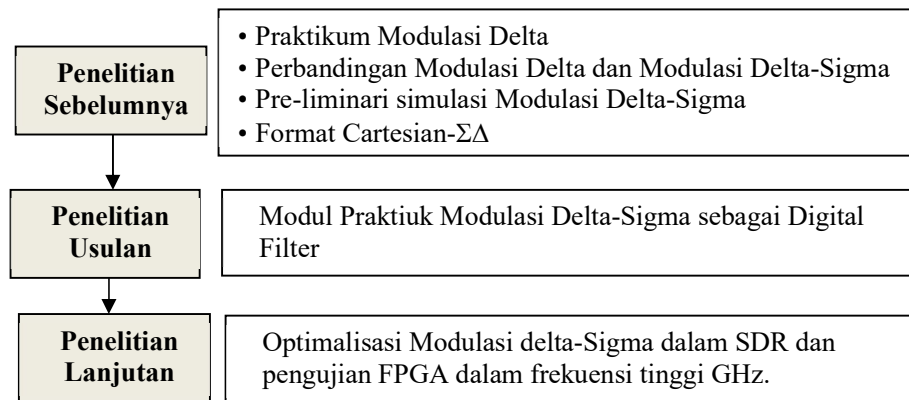 Penelitian
Sebelumnya
• Praktikum Modulasi Delta
• Perbandingan Modulasi Delta dan Modulasi Delta-Sigma
• Pre-liminari simulasi Modulasi Delta-Sigma
• Format Cartesian-ΣΔ
Penelitian
Usulan
Modul Praktiuk Modulasi Delta-Sigma sebagai Digital
Filter
Penelitian
Lanjutan
Optimalisasi Modulasi delta-Sigma dalam SDR dan
pengujian FPGA dalam frekuensi tinggi GHz.